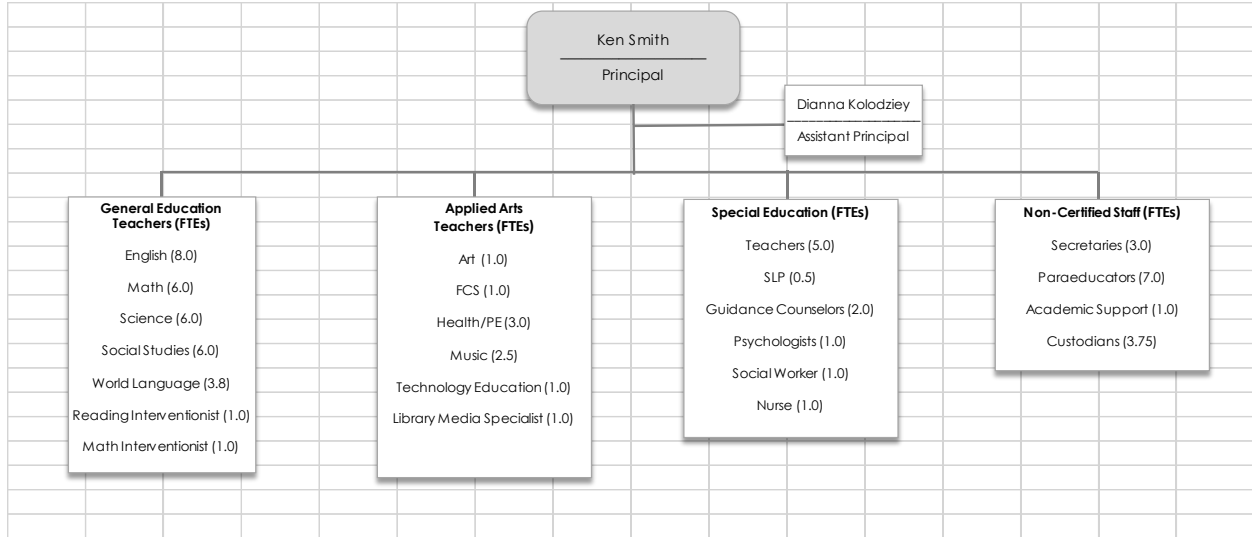 Ken Smith
Principal
Dianna Kolodziey
Assistant Principal
General Education
Teachers (FTEs)
English (8.0)
Math (6.0)
Science (6.0)
Social Studies (6.0)
World Language (3.8)
Reading Interventionist (1.0)
Math Interventionist (1.0)
Applied Arts
Teachers (FTEs)
Art (1.0)
FCS (1.0)
Health/PE (3.0)
Music (2.5)
Technology Education (1.0)
Library Media Specialist (1.0)
Special Education (FTEs)
Teachers (5.0)
SLP (0.5)
Guidance Counselors (2.0)
Psychologists (1.0)
Social Worker (1.0)
Nurse (1.0)
Non-Certified Staff (FTEs)
Secretaries (3.0)
Paraeducators (7.0)
Academic Support (1.0)
Custodians (3.75)